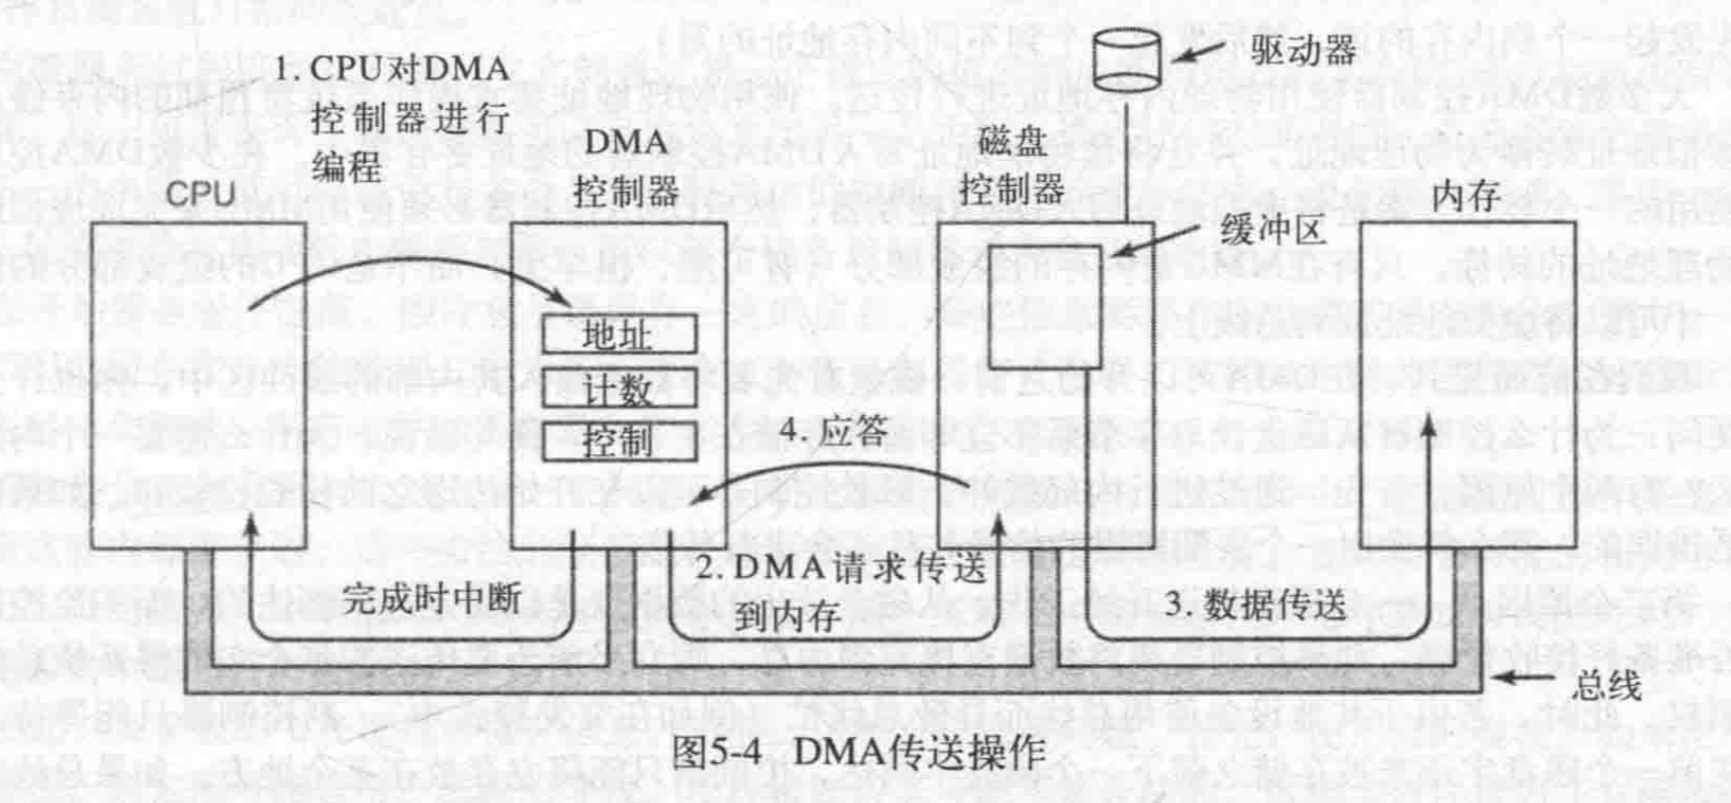 1. CPU对DMA
控制器进行
编程
CPU
DMA
控制器
驱动器
磁盘
控制器
缓冲区
内存
地址
计数
控制
4. 应答
完成时中断
2. DMA请求传送
到内存
3. 数据传送
总线
图5-4 DMA传送操作